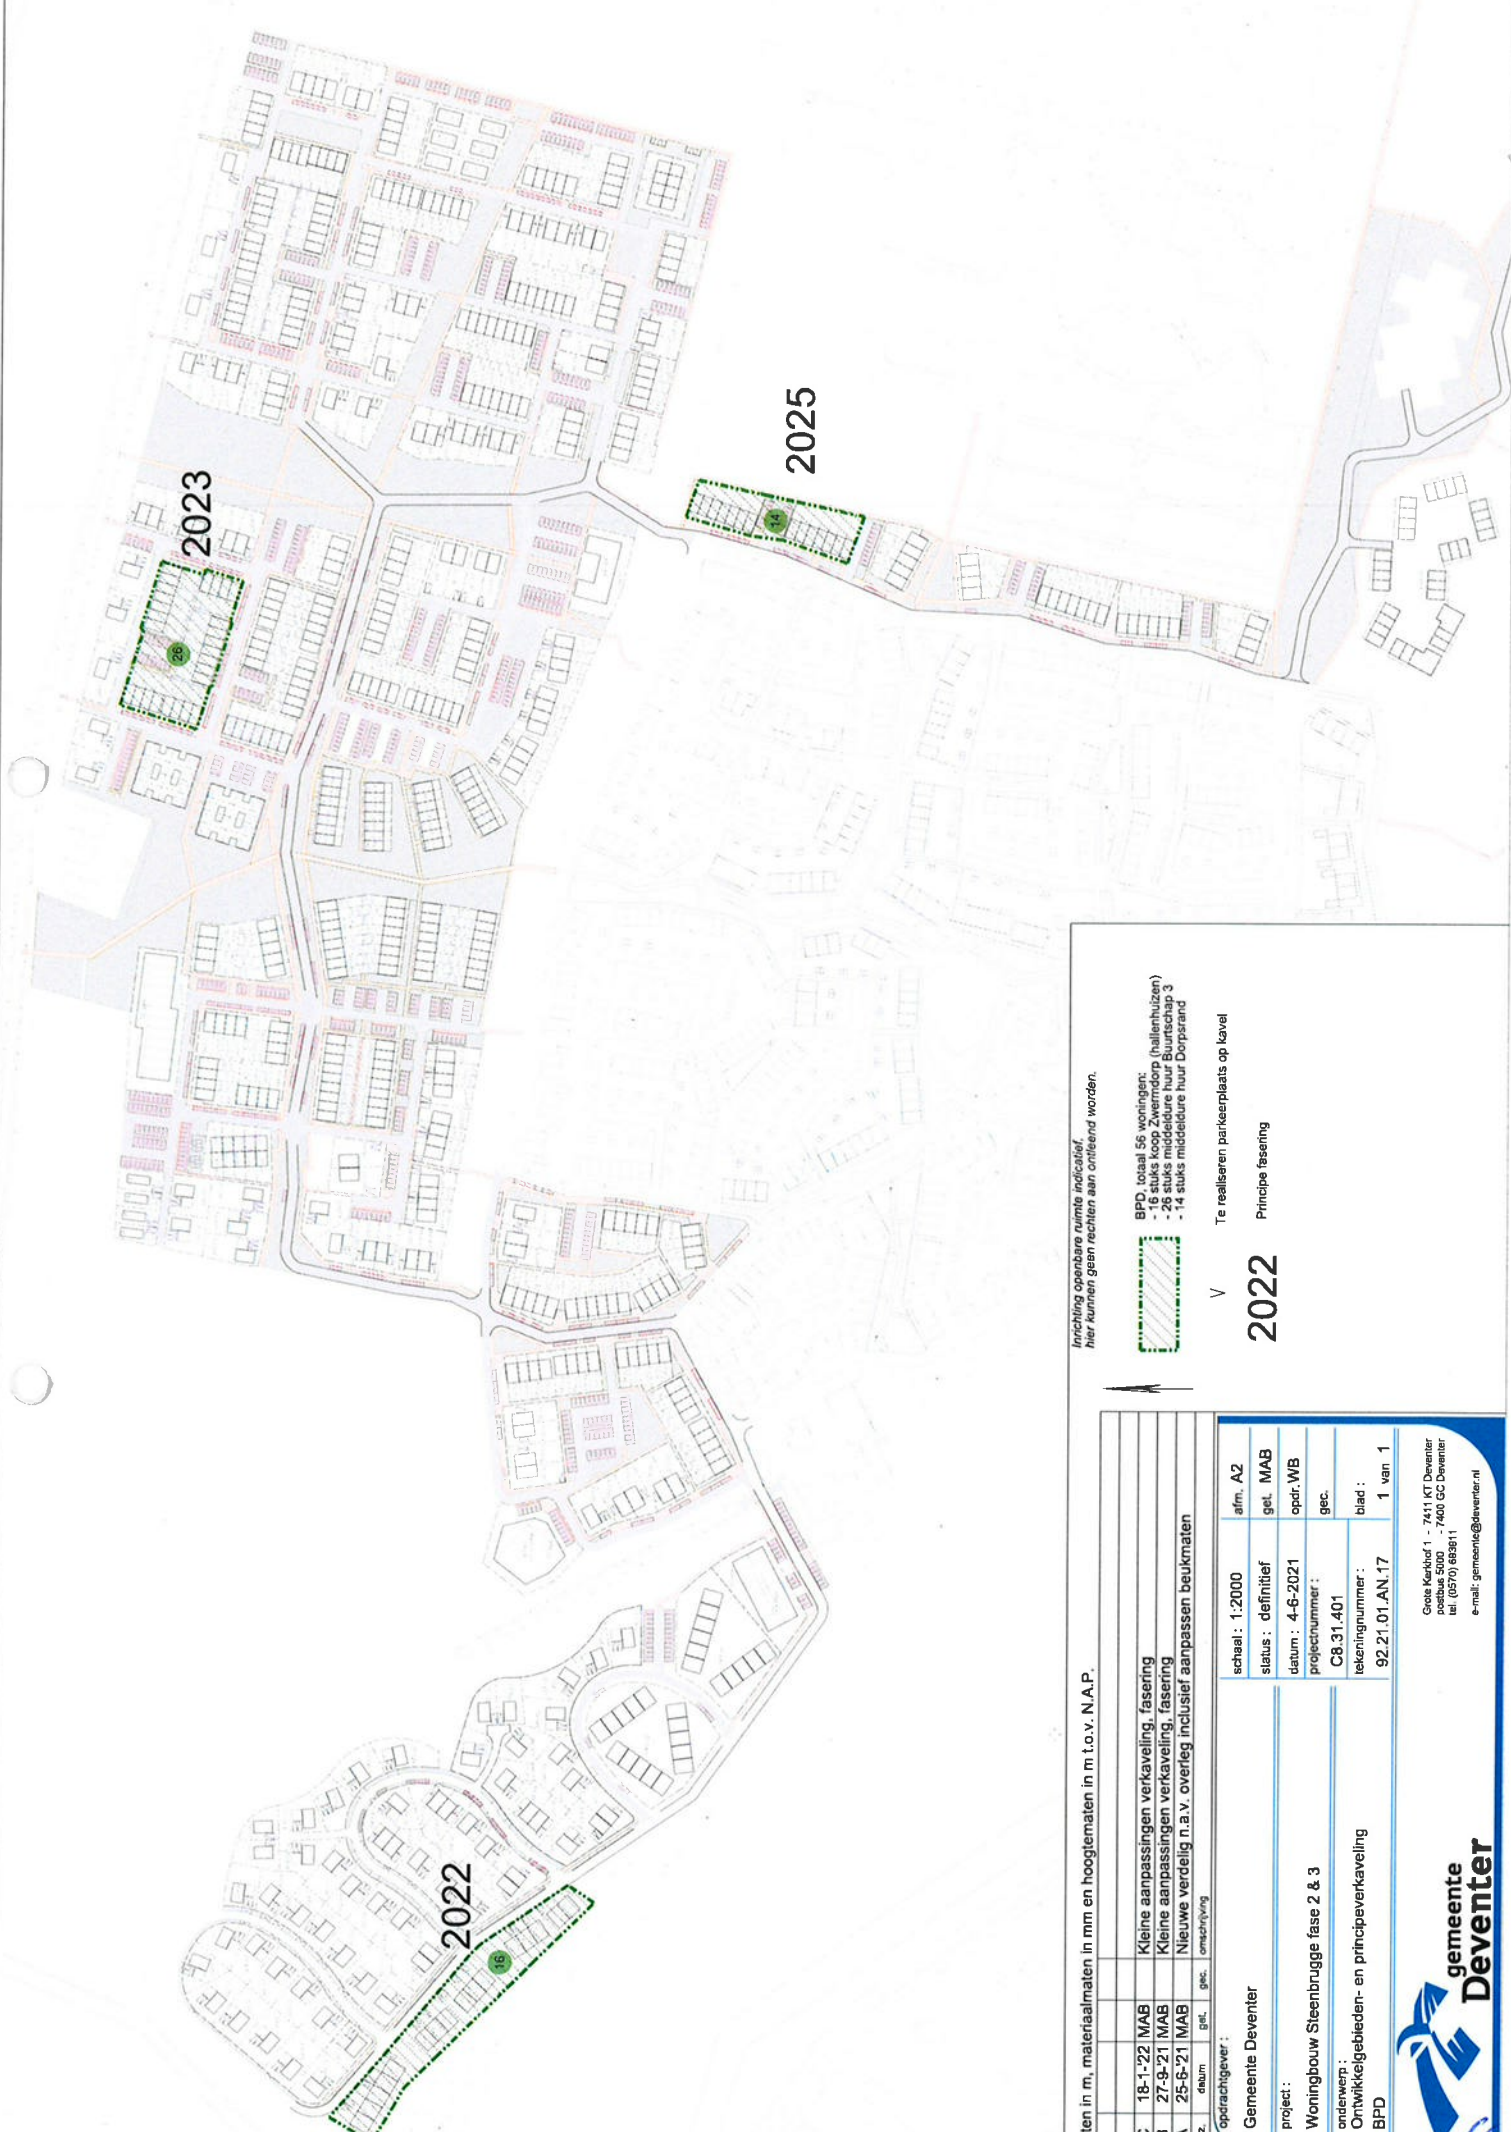 2023
26
2025
14
2022
16
Inrichting openbare ruimte indicatief,
hier kunnen geen rechten aan ontleend worden.
BPD, totaal 56 woningen:
- 16 stuks koop Zwermdorp (hallenhuizen)
- 26 stuks middeldure huur Buurtschap 3
- 14 stuks middeldure huur Dorpsrand
V Te realiseren parkeerplaats op kavel
2022 Principe fasering
ten in m, materiaalmaten in mm en hoogtematen in m t.o.v. N.A.P.
18-1-'22 MAB Kleine aanpassingen verkaveling, fasering
27-9-'21 MAB Kleine aanpassingen verkaveling, fasering
25-6-'21 MAB Nieuwe verdelig n.a.v. overleg inclusief aanpassen beukmaten
z. datum get. gec. omschrijving
opdrachtgever :
Gemeente Deventer
project :
Woningbouw Steenbrugge fase 2 & 3
onderwerp :
Ontwikkelgebieden- en principeverkaveling
BPD
schaal : 1:2000 afm. A2
status : definitief get. MAB
datum : 4-6-2021 opdr. WB
projectnummer : gec.
C8.31.401
tekeningnummer : blad :
92.21.01.AN.17 1 van 1
gemeente
Deventer
Grote Kerkhof 1 - 7411 KT Deventer
postbus 5000 - 7400 GC Deventer
tel. (0570) 693911
e-mail: gemeente@deventer.nl